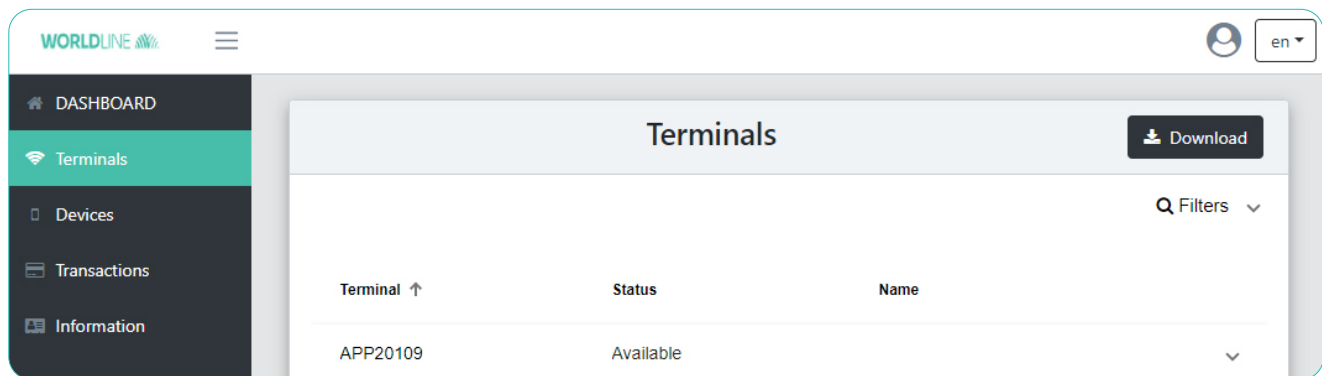 WORLDLINE
en
DASHBOARD
Terminals
Devices
Transactions
Information
Terminals
Download
Filters
Terminal ↑ Status Name
APP20109 Available